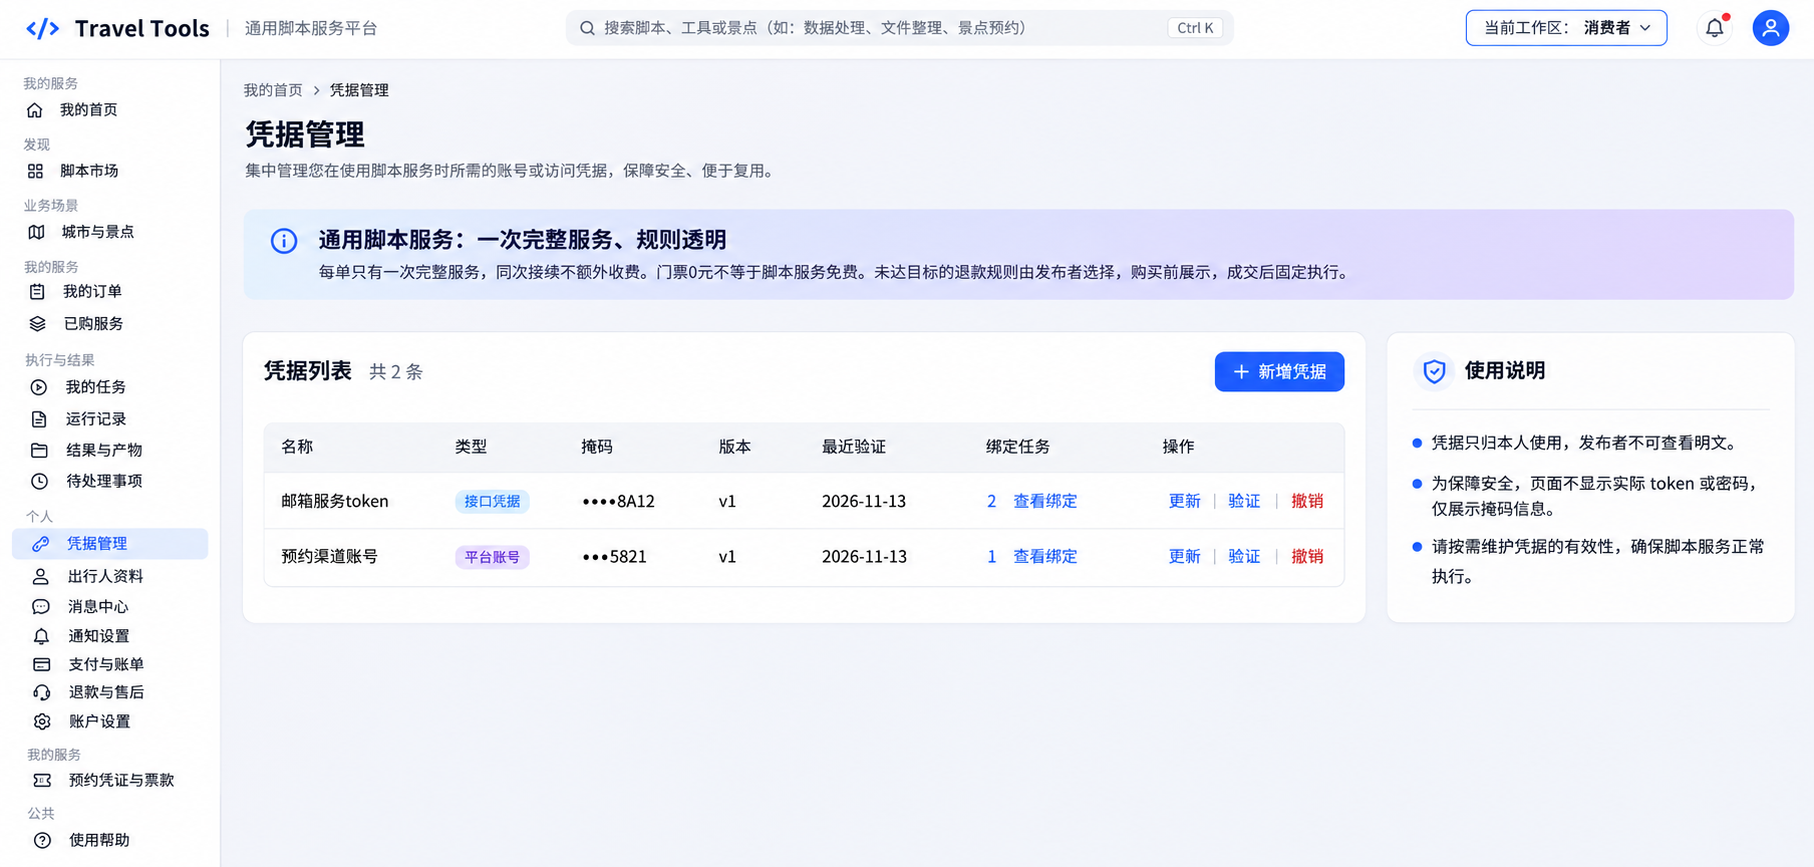 Travel Tools
通用脚本服务平台
搜索脚本、工具或景点（如：数据处理、文件整理、景点预约）
Ctrl K
当前工作区： 消费者
我的服务
我的首页
发现
脚本市场
业务场景
城市与景点
我的服务
我的订单
已购服务
执行与结果
我的任务
运行记录
结果与产物
待处理事项
个人
凭据管理
出行人资料
消息中心
通知设置
支付与账单
退款与售后
账户设置
我的服务
预约凭证与票款
公共
使用帮助
我的首页 > 凭据管理
凭据管理
集中管理您在使用脚本服务时所需的账号或访问凭据，保障安全、便于复用。
通用脚本服务：一次完整服务、规则透明
每单只有一次完整服务，同次接续不额外收费。门票0元不等于脚本服务免费。未达目标的退款规则由发布者选择，购买前展示，成交后固定执行。
凭据列表 共 2 条
+ 新增凭据
名称 类型 掩码 版本 最近验证 绑定任务 操作
邮箱服务token 接口凭据 ••••8A12 v1 2026-11-13 2 查看绑定 更新 | 验证 | 撤销
预约渠道账号 平台账号 •••5821 v1 2026-11-13 1 查看绑定 更新 | 验证 | 撤销
使用说明
• 凭据只归本人使用，发布者不可查看明文。
• 为保障安全，页面不显示实际 token 或密码，
仅展示掩码信息。
• 请按需维护凭据的有效性，确保脚本服务正常
执行。